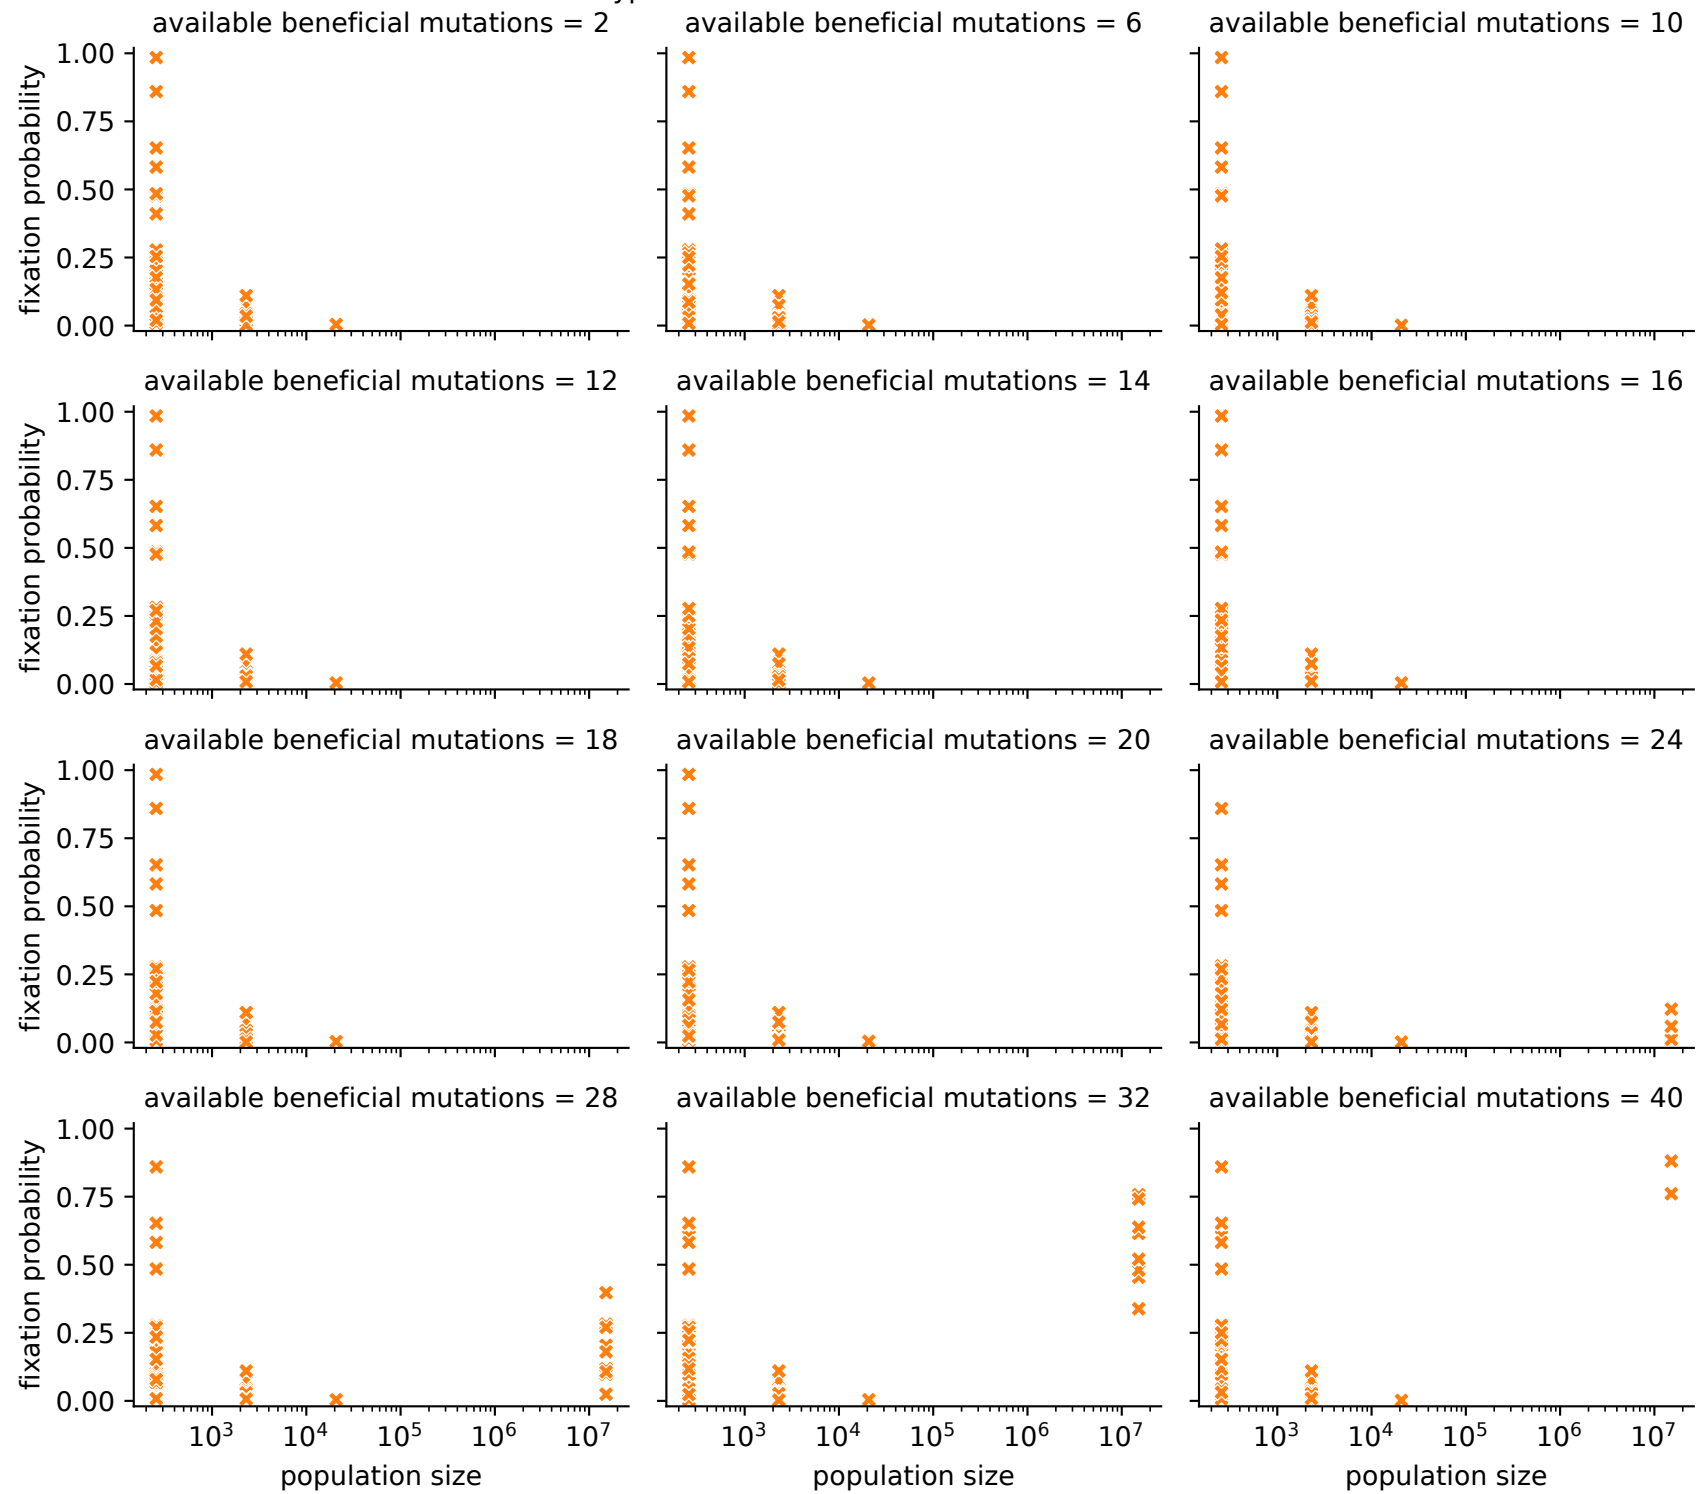 available beneficial mutations = 2 available beneficial mutations = 6 available beneficial mutations = 10
1.00
0.75
0.50
0.25
0.00
fixation probability
available beneficial mutations = 12 available beneficial mutations = 14 available beneficial mutations = 16
1.00
0.75
0.50
0.25
0.00
fixation probability
available beneficial mutations = 18 available beneficial mutations = 20 available beneficial mutations = 24
1.00
0.75
0.50
0.25
0.00
fixation probability
available beneficial mutations = 28 available beneficial mutations = 32 available beneficial mutations = 40
1.00
0.75
0.50
0.25
0.00
fixation probability
10³ 10⁴ 10⁵ 10⁶ 10⁷ 10³ 10⁴ 10⁵ 10⁶ 10⁷ 10³ 10⁴ 10⁵ 10⁶ 10⁷
population size population size population size